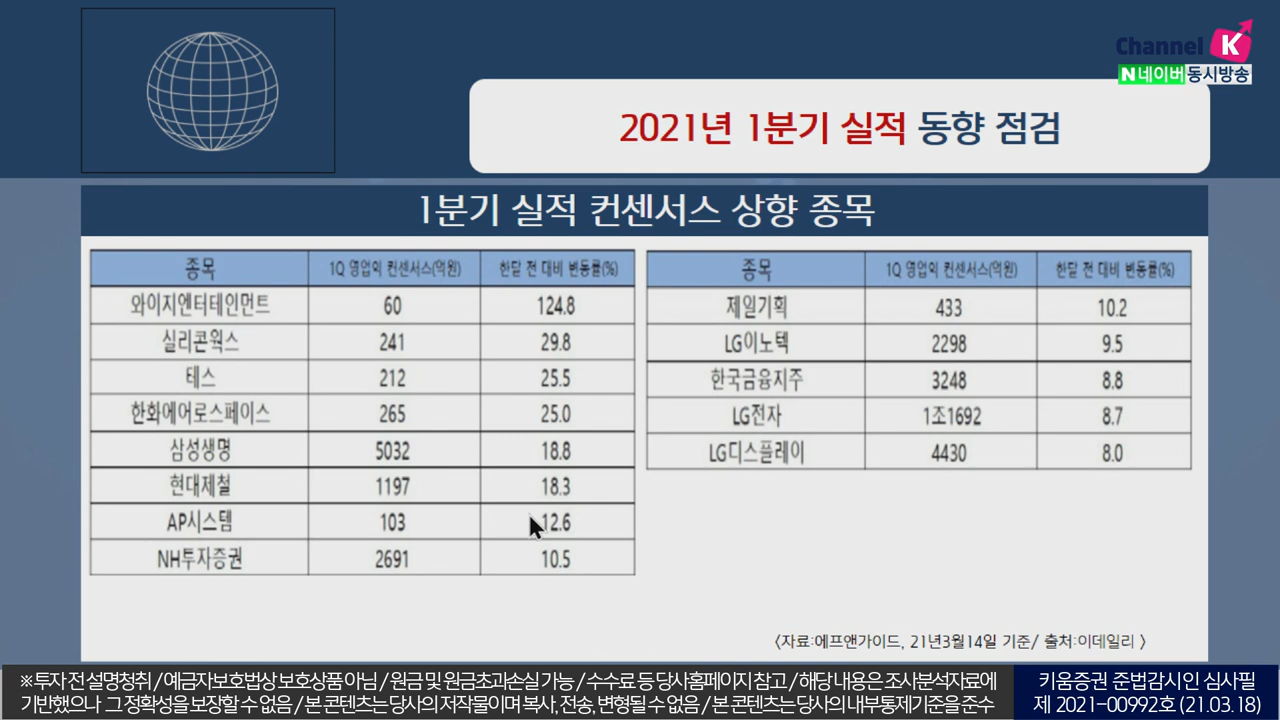 Channel K
N 네이버 동시방송
2021년 1분기 실적 동향 점검
1분기 실적 컨센서스 상향 종목
종목 1Q 영업익 컨센서스(억원) 한달 전 대비 변동률(%)
와이지엔터테인먼트 60 124.8
실리콘웍스 241 29.8
테스 212 25.5
한화에어로스페이스 265 25.0
삼성생명 5032 18.8
현대제철 1197 18.3
AP시스템 103 12.6
NH투자증권 2691 10.5
종목 1Q 영업익 컨센서스(억원) 한달 전 대비 변동률(%)
제일기획 433 10.2
LG이노텍 2298 9.5
한국금융지주 3248 8.8
LG전자 1조1692 8.7
LG디스플레이 4430 8.0
<자료:에프앤가이드, 21년3월14일 기준/ 출처:이데일리 >
※ 투자 전 설명청취 / 예금자보호법상 보호상품 아님 / 원금 및 원금초과손실 가능 / 수수료 등 당사홈페이지 참고 / 해당 내용은 조사분석자료에
기반했으나 그 정확성을 보장할 수 없음 / 본 콘텐츠는 당사의 저작물이며 복사, 전송, 변형될 수 없음 / 본 콘텐츠는 당사의 내부통제기준을 준수
키움증권 준법감시인 심사필
제 2021-00992호 (21.03.18)